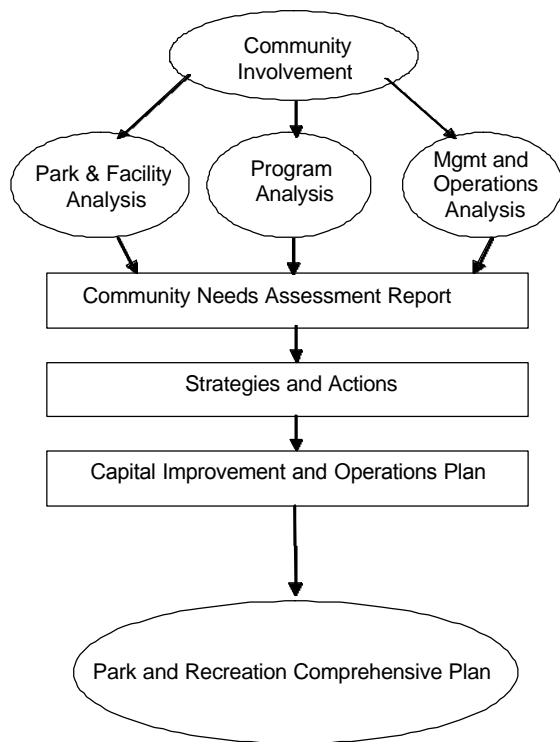 Community
Involvement
Park & Facility
Analysis
Program
Analysis
Mgmt and
Operations
Analysis
Community Needs Assessment Report
Strategies and Actions
Capital Improvement and Operations Plan
Park and Recreation Comprehensive Plan